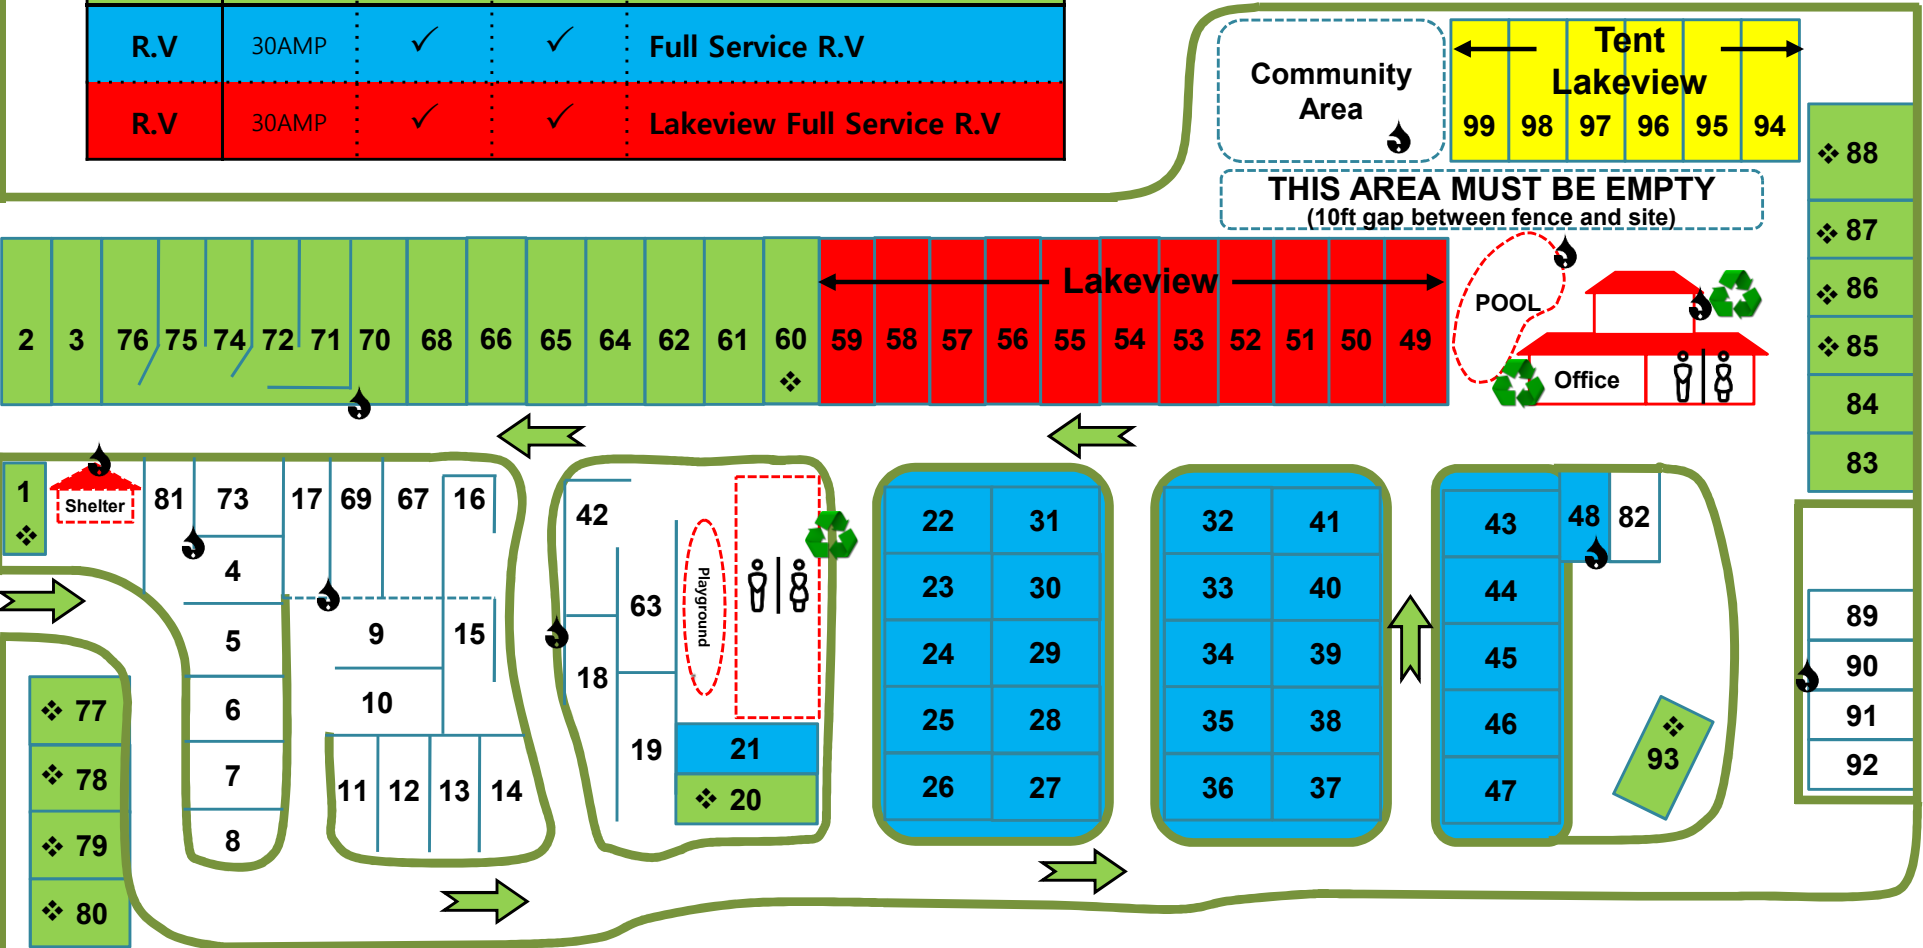 R.V 30AMP ✓ ✓ Full Service R.V
R.V 30AMP ✓ ✓ Lakeview Full Service R.V
Community
Area
Tent
Lakeview
99 98 97 96 95 94
THIS AREA MUST BE EMPTY
(10ft gap between fence and site)
88
87
86
85
84
83
Lakeview
POOL
2 3 76 75 74 72 71 70 68 66 65 64 62 61 60 59 58 57 56 55 54 53 52 51 50 49
Office
1
Shelter
81 73 17 69 67 16
4
5
6
7
8
9
10
15
11 12 13 14
77
78
79
80
42
63
18
19
Playground
21
20
22 31
23 30
24 29
25 28
26 27
32 41
33 40
34 39
35 38
36 37
43
44
45
46
47
48 82
93
89
90
91
92